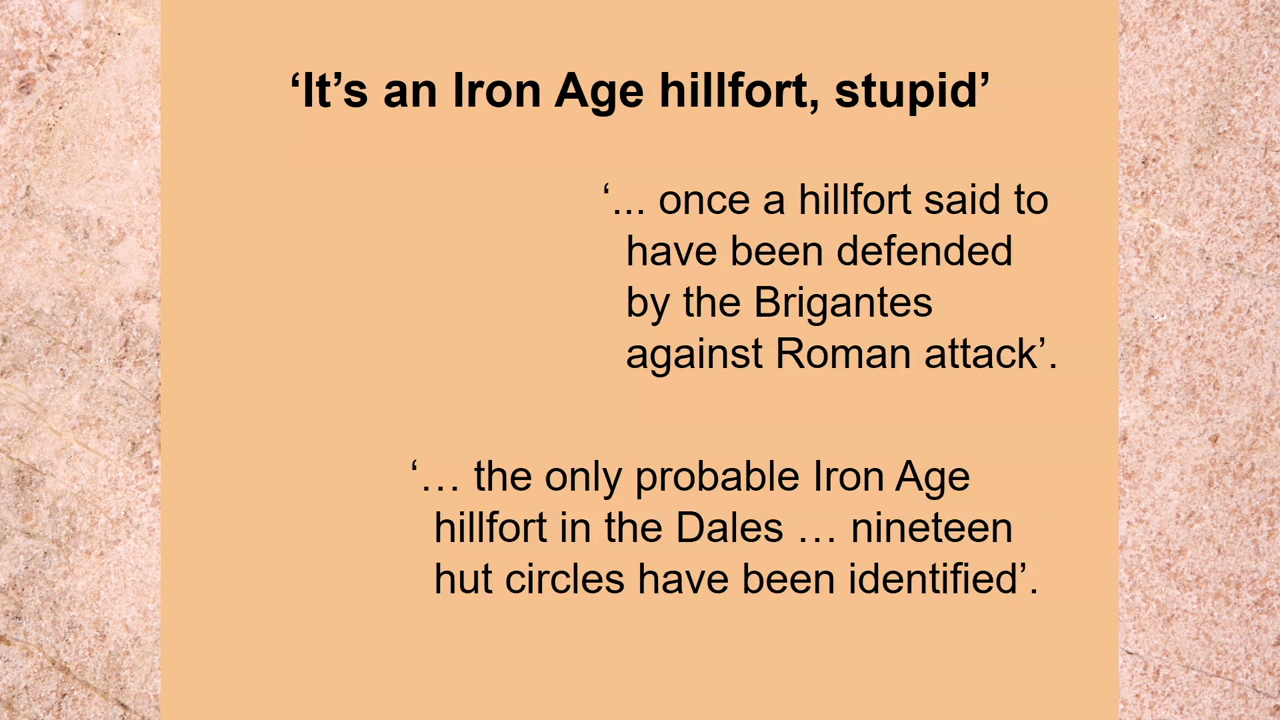 ‘It’s an Iron Age hillfort, stupid’
‘... once a hillfort said to
have been defended
by the Brigantes
against Roman attack’.
‘… the only probable Iron Age
hillfort in the Dales … nineteen
hut circles have been identified’.